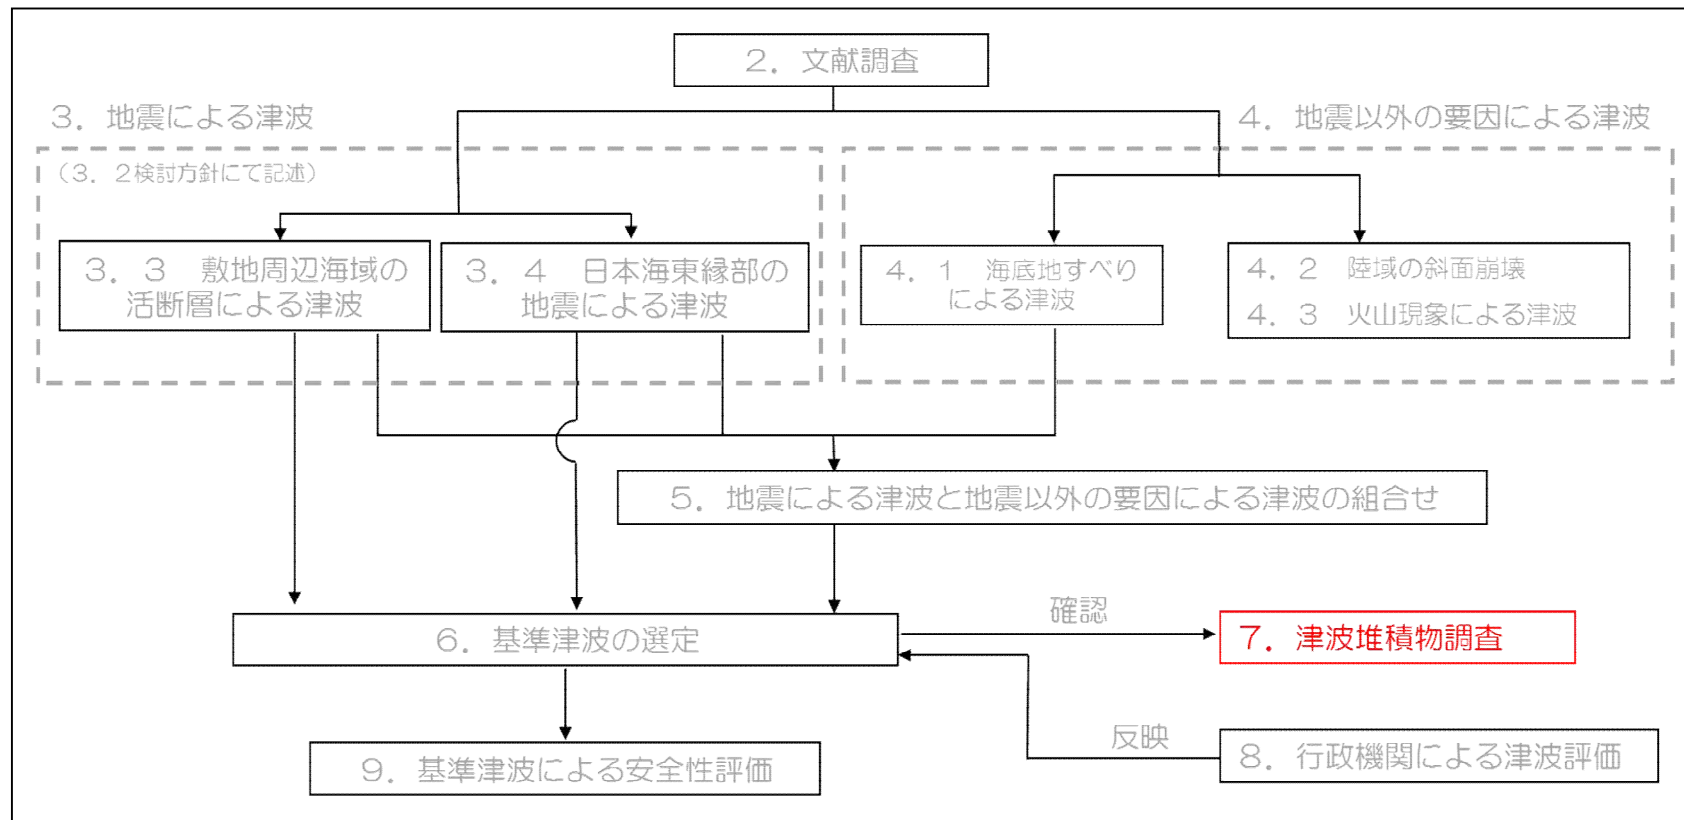 ２．文献調査
３．地震による津波
４．地震以外の要因による津波
（３．２検討方針にて記述）
３．３　敷地周辺海域の
活断層による津波
３．４　日本海東縁部の
地震による津波
４．１　海底地すべり
による津波
４．２　陸域の斜面崩壊
４．３　火山現象による津波
５．地震による津波と地震以外の要因による津波の組合せ
６．基準津波の選定
確認
７．津波堆積物調査
反映
８．行政機関による津波評価
９．基準津波による安全性評価